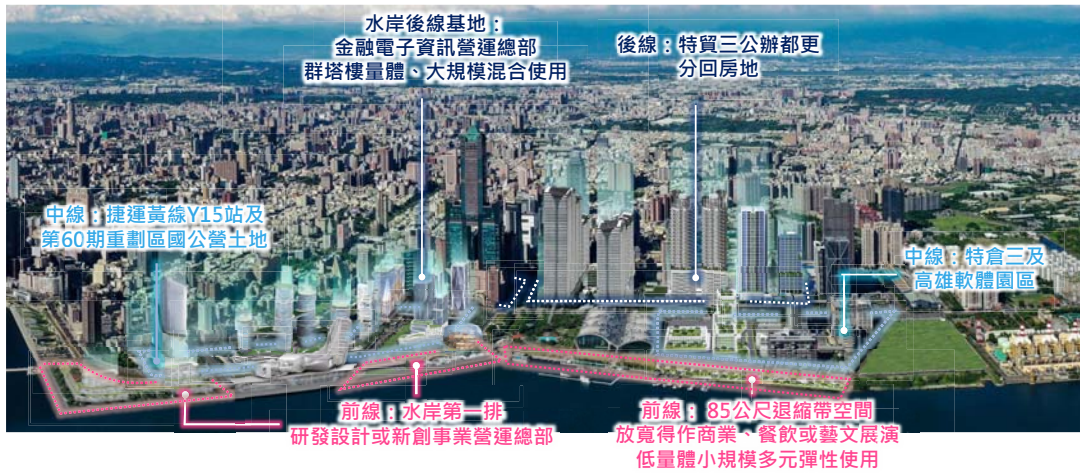 水岸後線基地：
金融電子資訊營運總部
群塔樓量體、大規模混合使用
後線：特貿三公辦都更
分回房地
中線：捷運黃線Y15站及
第60期重劃區國公營土地
中線：特倉三及
高雄軟體園區
前線：水岸第一排
研發設計或新創事業營運總部
前線： 85公尺退縮帶空間
放寬得作商業、餐飲或藝文展演
低量體小規模多元彈性使用